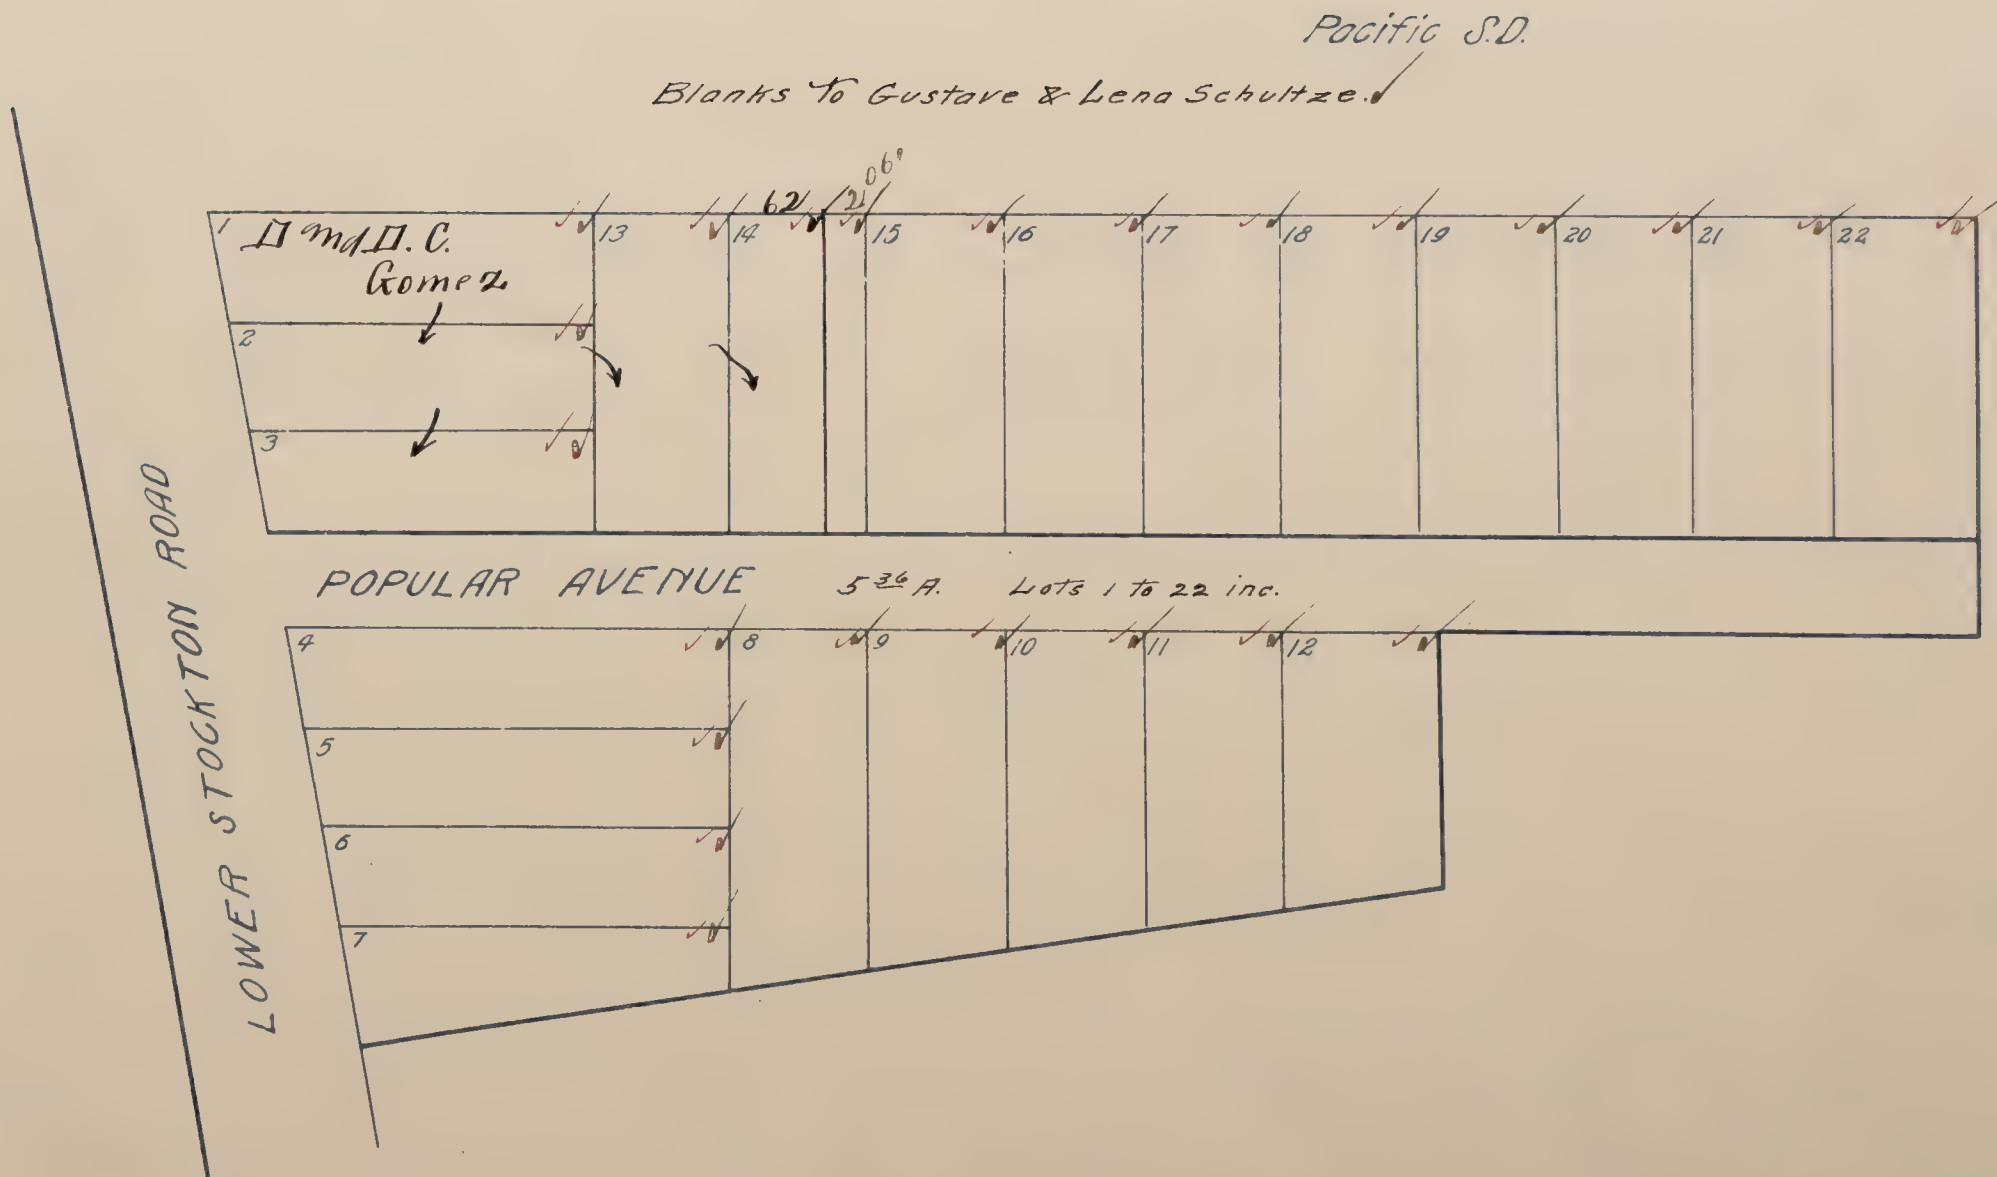 Pacific S.D.
Blanks To Gustave & Lena Schultze.
62
1 13 14 15 16 17 18 19 20 21 22
D md D. C.
Gomez
2
3
LOWER STOCKTON ROAD
POPULAR AVENUE 5 36 A. Lots 1 to 22 inc.
4 8 9 10 11 12
5
6
7